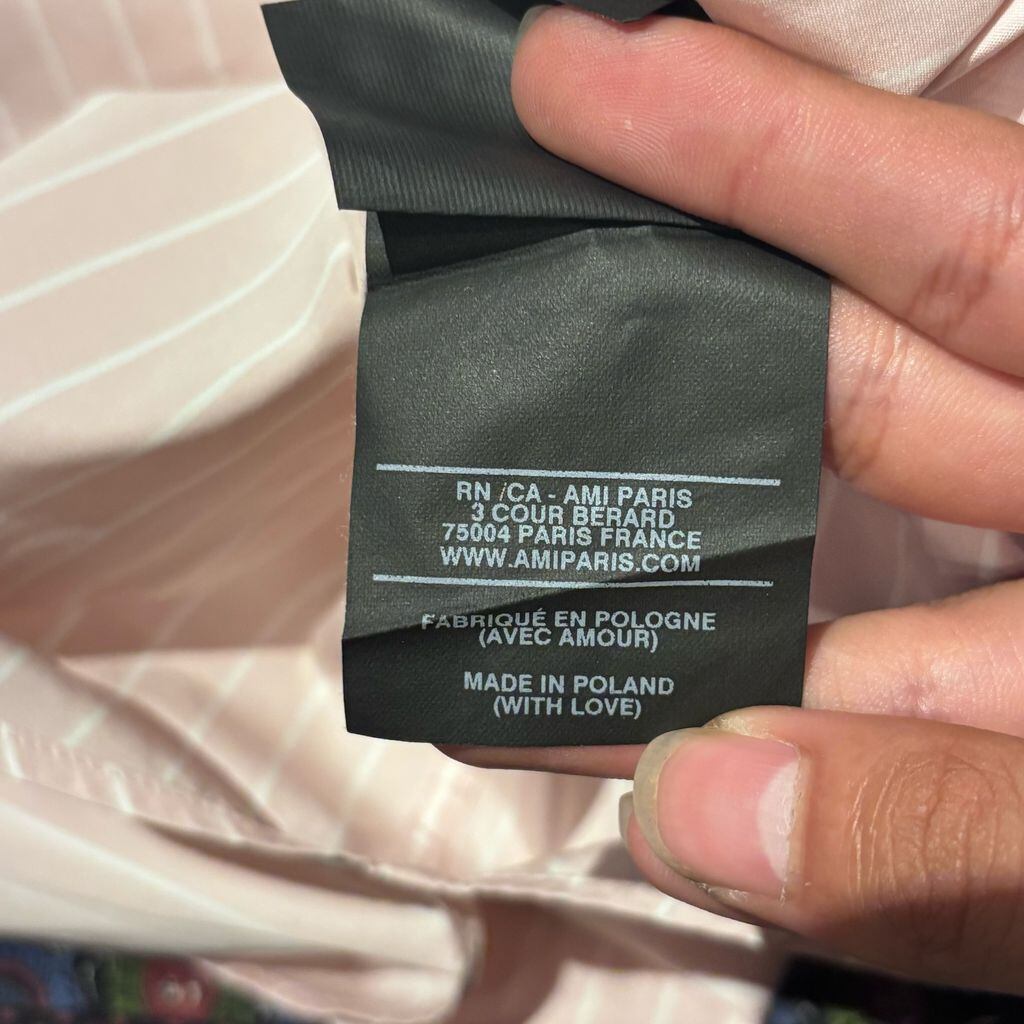 RN /CA - AMI PARIS
3 COUR BERARD
75004 PARIS FRANCE
WWW.AMIPARIS.COM
FABRIQUÉ EN POLOGNE
(AVEC AMOUR)
MADE IN POLAND
(WITH LOVE)